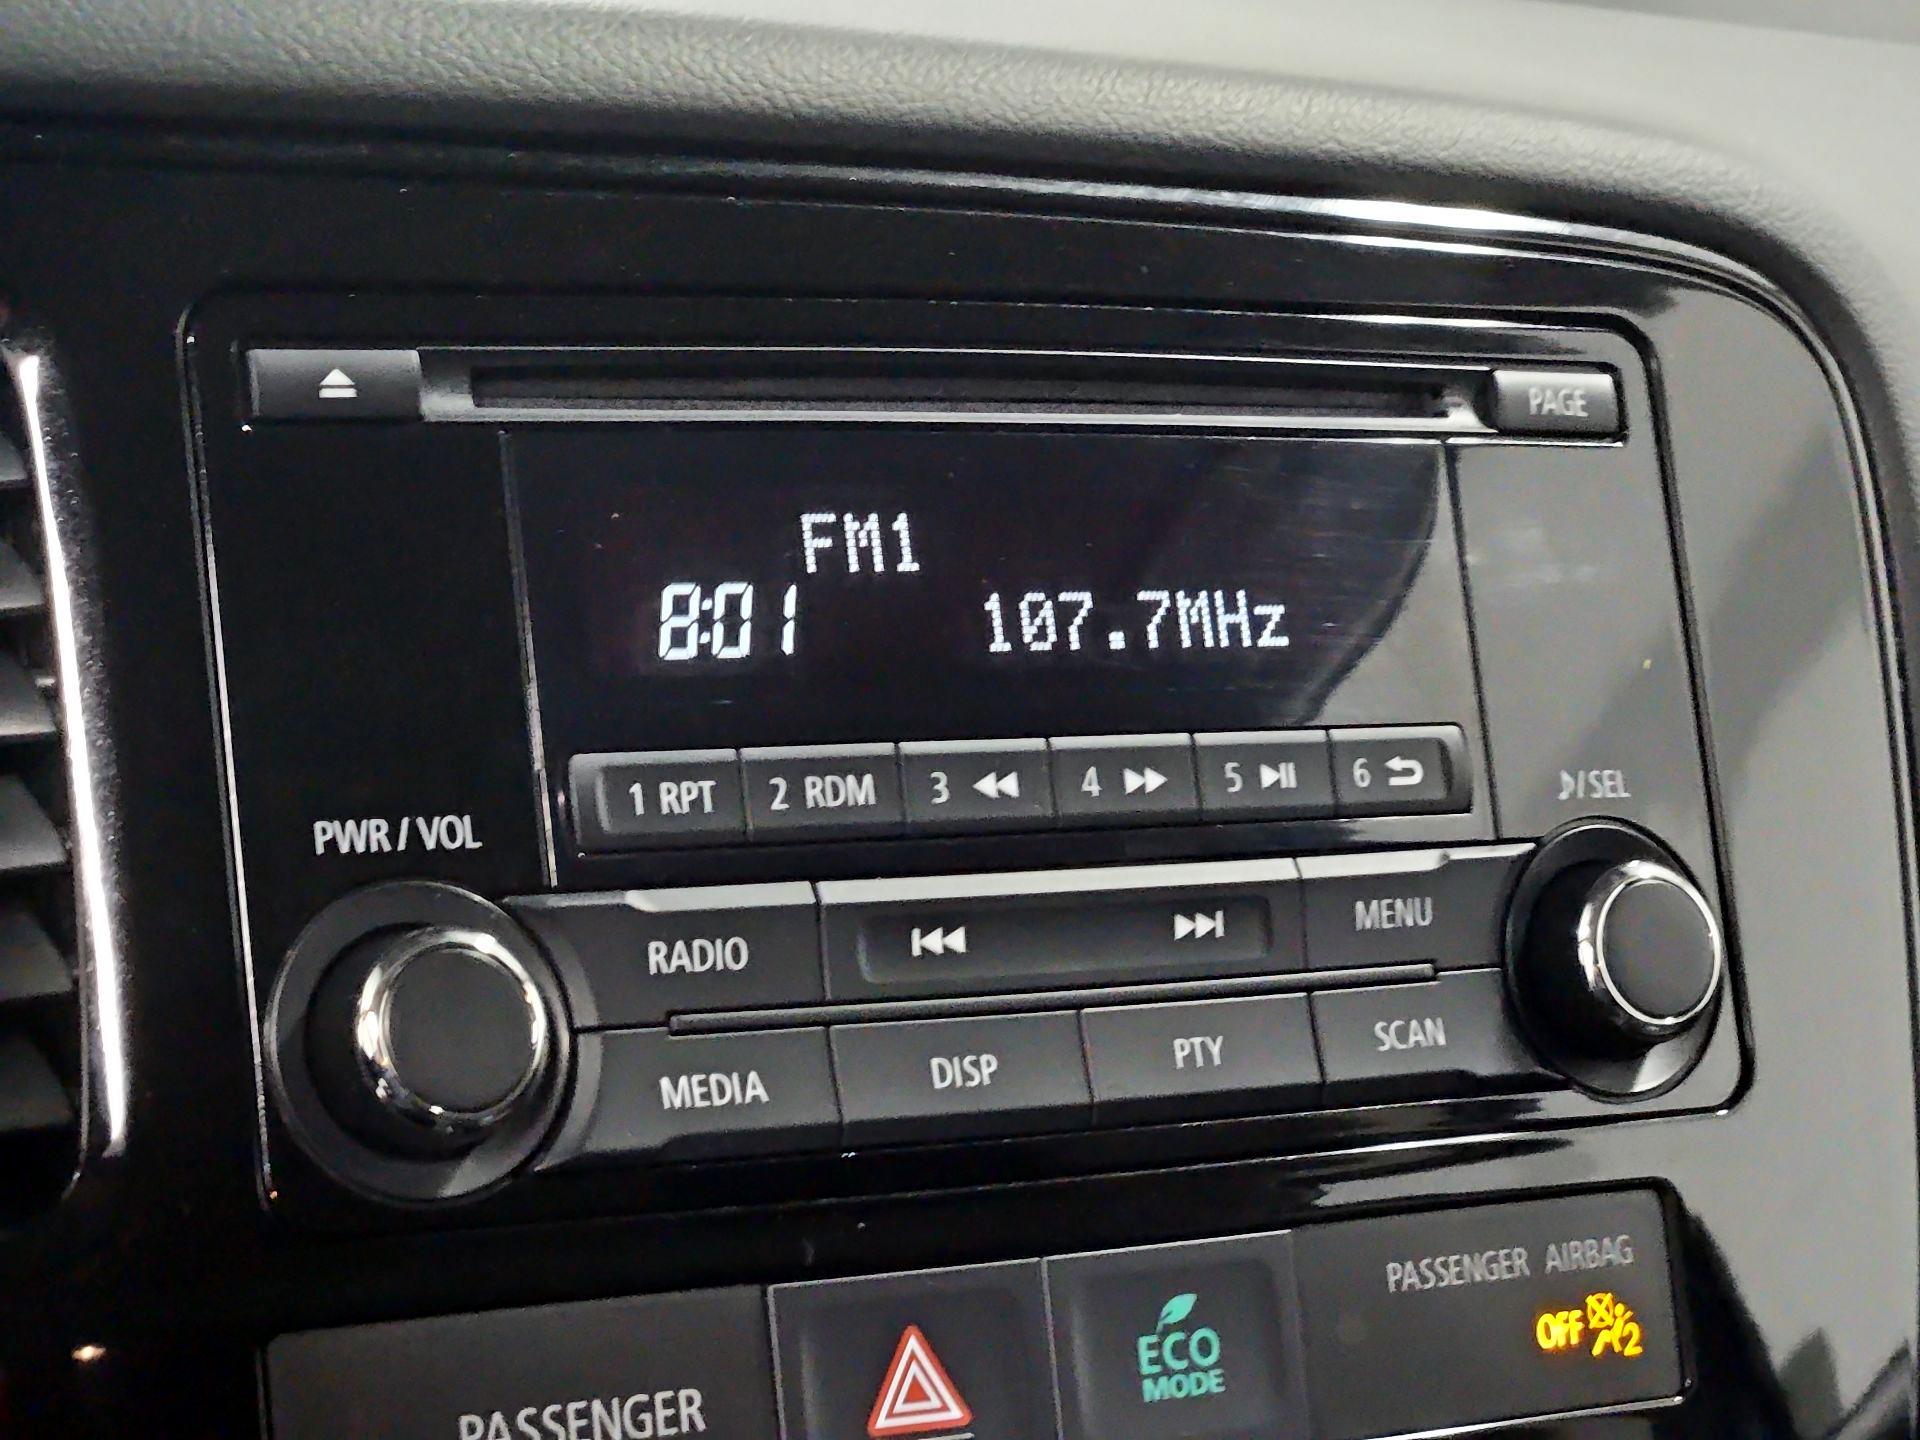 PAGE
FM1
8:01 107.7MHz
1 RPT 2 RDM 3 4 5 6
PWR / VOL
♪/SEL
RADIO
MENU
MEDIA DISP PTY SCAN
PASSENGER AIRBAG
OFF 2
ECO
MODE
PASSENGER